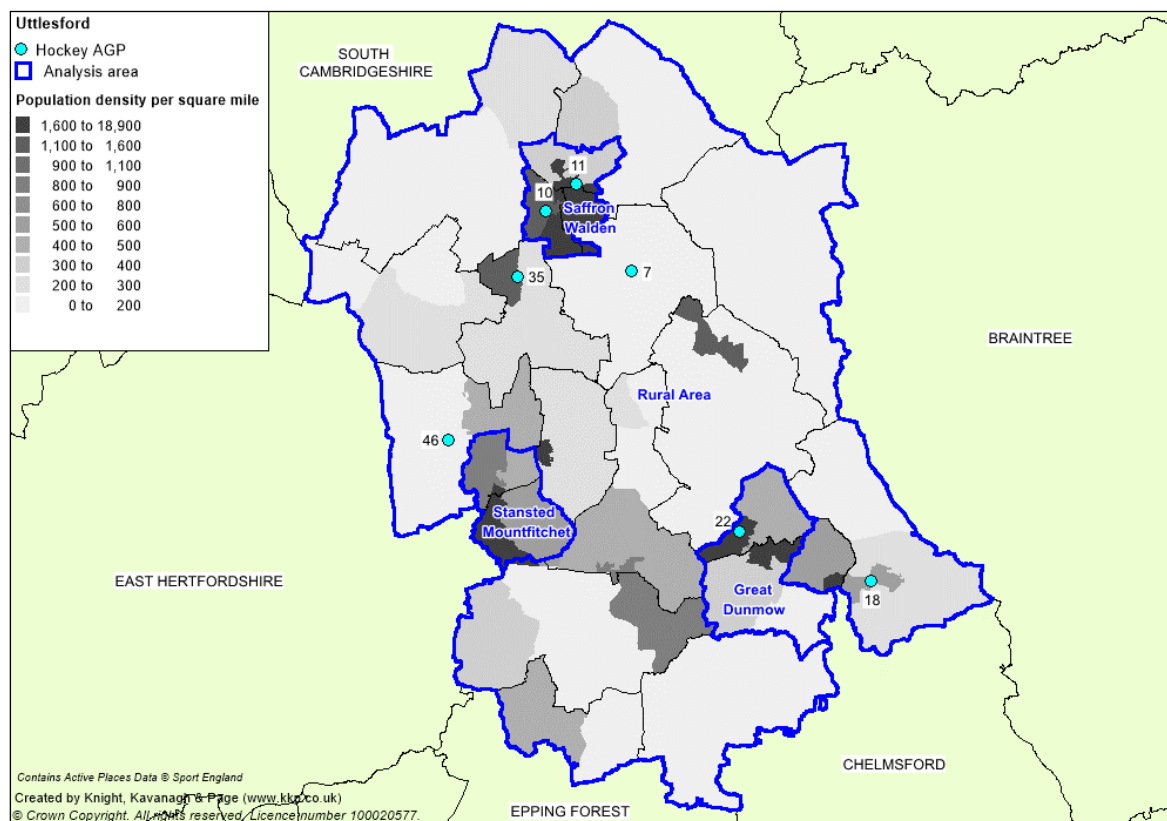 Uttlesford
Hockey AGP
Analysis area
Population density per square mile
1,600 to 18,900
1,100 to 1,600
900 to 1,100
800 to 900
600 to 800
500 to 600
400 to 500
300 to 400
200 to 300
0 to 200
SOUTH
CAMBRIDGESHIRE
11
10
Saffron
Walden
35
7
BRAINTREE
Rural Area
46
Stansted
Mountfitchet
22
EAST HERTFORDSHIRE
Great
Dunmow
18
CHELMSFORD
EPPING FOREST
Contains Active Places Data © Sport England
Created by Knight, Kavanagh & Page (www.kkp.co.uk)
© Crown Copyright. All rights reserved. Licence number 100020577.